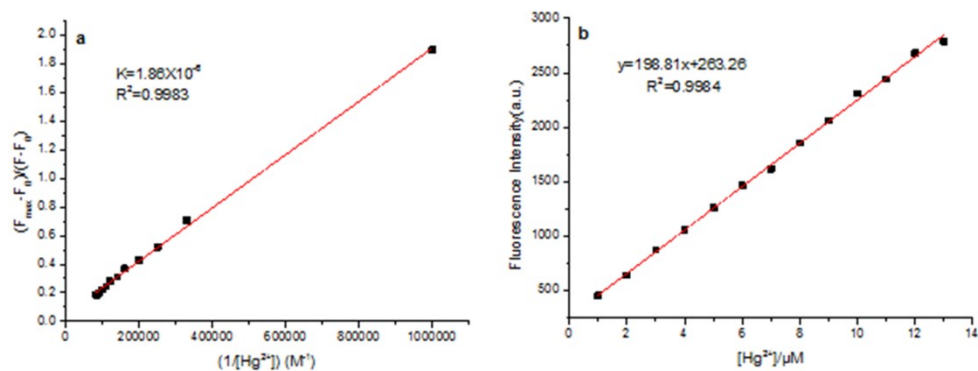 a
K=1.86X10⁻⁶
R²=0.9983
(Fmax-F0)/(F-F0)
2.0
1.8
1.6
1.4
1.2
1.0
0.8
0.6
0.4
0.2
0.0
0 200000 400000 600000 800000 1000000
(1/[Hg²⁺]) (M⁻¹)
b
y=198.81x+263.26
R²=0.9984
Fluorescence Intensity(a.u.)
3000
2500
2000
1500
1000
500
0 2 4 6 8 10 12 14
[Hg²⁺]/μM